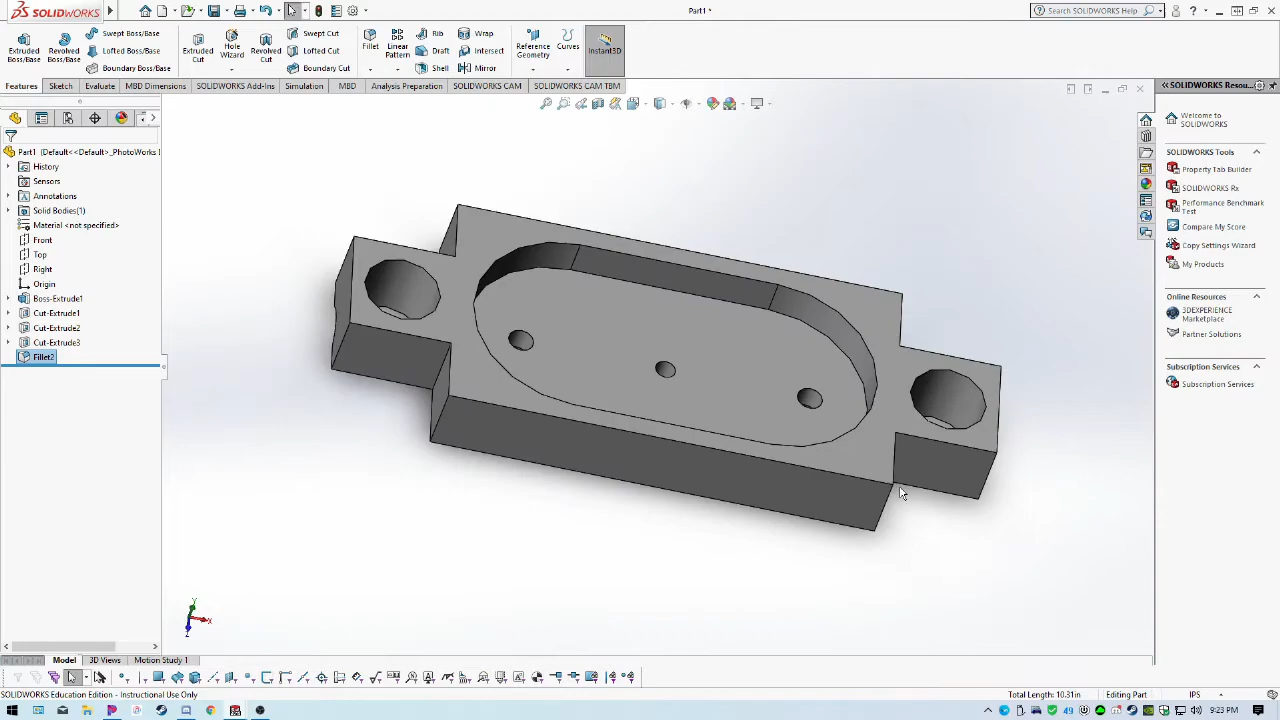 SOLIDWORKS
Part1 *
Search SOLIDWORKS Help
Extruded Boss/Base
Revolved Boss/Base
Swept Boss/Base
Lofted Boss/Base
Boundary Boss/Base
Extruded Cut
Hole Wizard
Revolved Cut
Swept Cut
Lofted Cut
Boundary Cut
Fillet
Linear Pattern
Rib
Draft
Shell
Wrap
Intersect
Mirror
Reference Geometry
Curves
Instant3D
Features Sketch Evaluate MBD Dimensions SOLIDWORKS Add-Ins Simulation MBD Analysis Preparation SOLIDWORKS CAM SOLIDWORKS CAM TBM
Part1 (Default<<Default>_PhotoWorks
History
Sensors
Annotations
Solid Bodies(1)
Material <not specified>
Front
Top
Right
Origin
Boss-Extrude1
Cut-Extrude1
Cut-Extrude2
Cut-Extrude3
Fillet2
SOLIDWORKS Resou...
Welcome to
SOLIDWORKS
SOLIDWORKS Tools
Property Tab Builder
SOLIDWORKS Rx
Performance Benchmark
Test
Compare My Score
Copy Settings Wizard
My Products
Online Resources
3DEXPERIENCE
Marketplace
Partner Solutions
Subscription Services
Subscription Services
Y
X
Z
Model 3D Views Motion Study 1
SOLIDWORKS Education Edition - Instructional Use Only
Total Length: 10.31in Editing Part IPS
49
9:23 PM